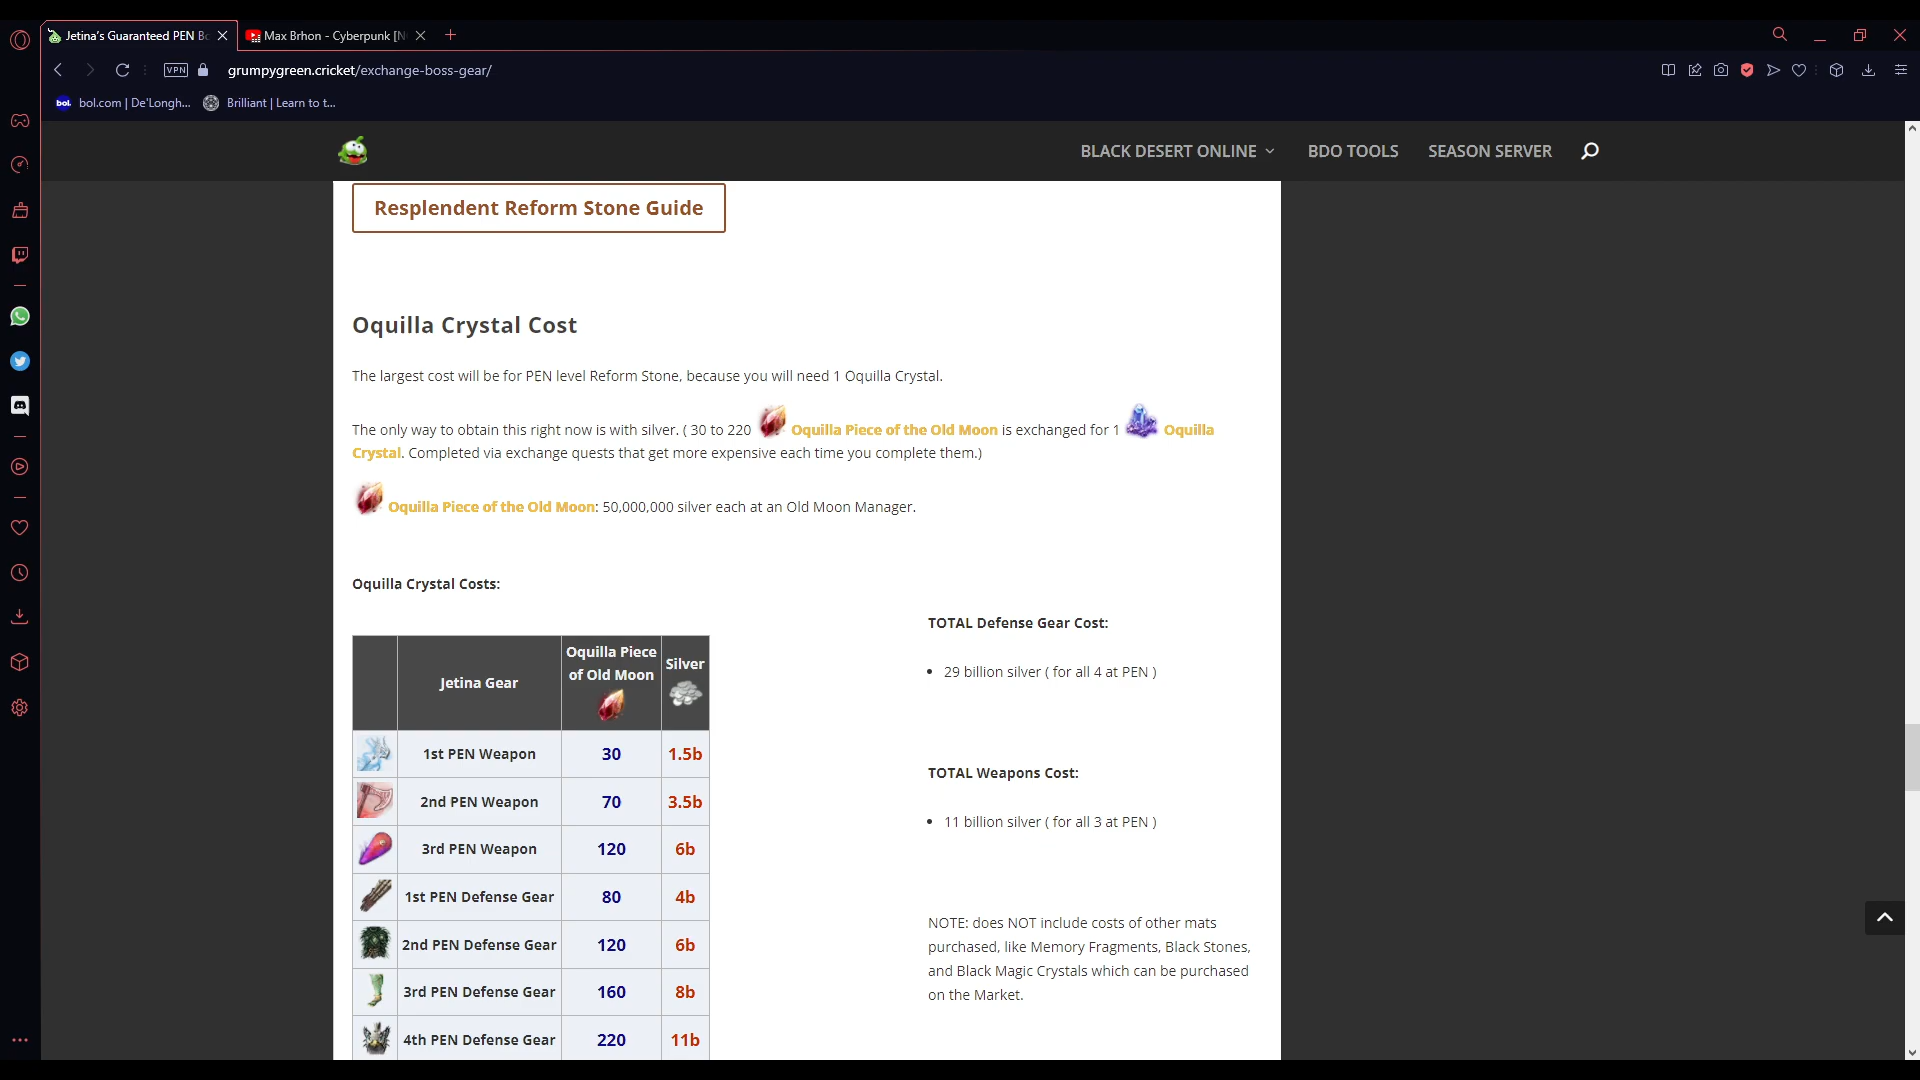 Jetina's Guaranteed PEN Bo
Max Brhon - Cyberpunk [N
VPN
grumpygreen.cricket/exchange-boss-gear/
bol.
bol.com | De'Longh...
Brilliant | Learn to t...
BLACK DESERT ONLINE
BDO TOOLS
SEASON SERVER
Resplendent Reform Stone Guide
Oquilla Crystal Cost
The largest cost will be for PEN level Reform Stone, because you will need 1 Oquilla Crystal.
The only way to obtain this right now is with silver. ( 30 to 220 Oquilla Piece of the Old Moon is exchanged for 1 Oquilla
Crystal. Completed via exchange quests that get more expensive each time you complete them.)
Oquilla Piece of the Old Moon: 50,000,000 silver each at an Old Moon Manager.
Oquilla Crystal Costs:
Jetina Gear
Oquilla Piece
of Old Moon
Silver
1st PEN Weapon 30 1.5b
2nd PEN Weapon 70 3.5b
3rd PEN Weapon 120 6b
1st PEN Defense Gear 80 4b
2nd PEN Defense Gear 120 6b
3rd PEN Defense Gear 160 8b
4th PEN Defense Gear 220 11b
TOTAL Defense Gear Cost:
• 29 billion silver ( for all 4 at PEN )
TOTAL Weapons Cost:
• 11 billion silver ( for all 3 at PEN )
NOTE: does NOT include costs of other mats
purchased, like Memory Fragments, Black Stones,
and Black Magic Crystals which can be purchased
on the Market.